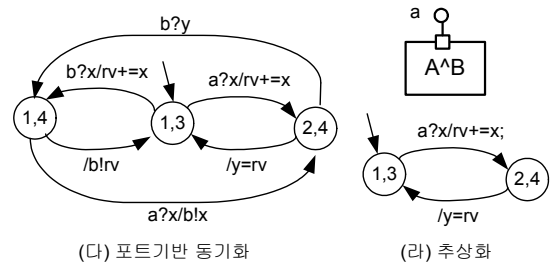 b?y
a
b?x/rv+=x
a?x/rv+=x
A^B
1,4
1,3
2,4
a?x/rv+=x;
/b!rv
/y=rv
1,3
2,4
a?x/b!x
/y=rv
(다) 포트기반 동기화
(라) 추상화